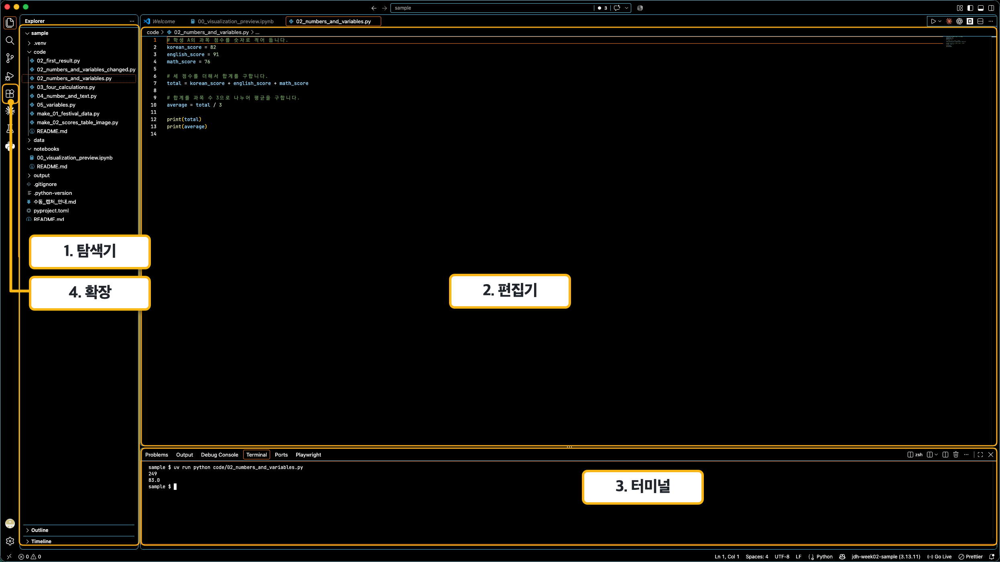 sample
3
Explorer
Welcome
00_visualization_preview.ipynb
02_numbers_and_variables.py
sample
.venv
code
02_first_result.py
02_numbers_and_variables_changed.py
02_numbers_and_variables.py
03_four_calculations.py
04_number_and_text.py
05_variables.py
make_01_festival_data.py
make_02_scores_table_image.py
README.md
data
notebooks
00_visualization_preview.ipynb
README.md
output
.gitignore
.python-version
수동_캡처_안내.md
pyproject.toml
README.md
1. 탐색기
4. 확장
Outline
Timeline
code > 02_numbers_and_variables.py > ...
1 # 학생 A의 과목 점수를 숫자로 적어 둡니다.
2 korean_score = 82
3 english_score = 91
4 math_score = 76
5
6 # 세 점수를 더해서 합계를 구합니다.
7 total = korean_score + english_score + math_score
8
9 # 합계를 과목 수 3으로 나누어 평균을 구합니다.
10 average = total / 3
11
12 print(total)
13 print(average)
14
2. 편집기
Problems Output Debug Console Terminal Ports Playwright
zsh
sample $ uv run python code/02_numbers_and_variables.py
249
83.0
sample $
3. 터미널
0 0
Ln 1, Col 1 Spaces: 4 UTF-8 LF { } Python jdh-week02-sample (3.13.11) Go Live Prettier